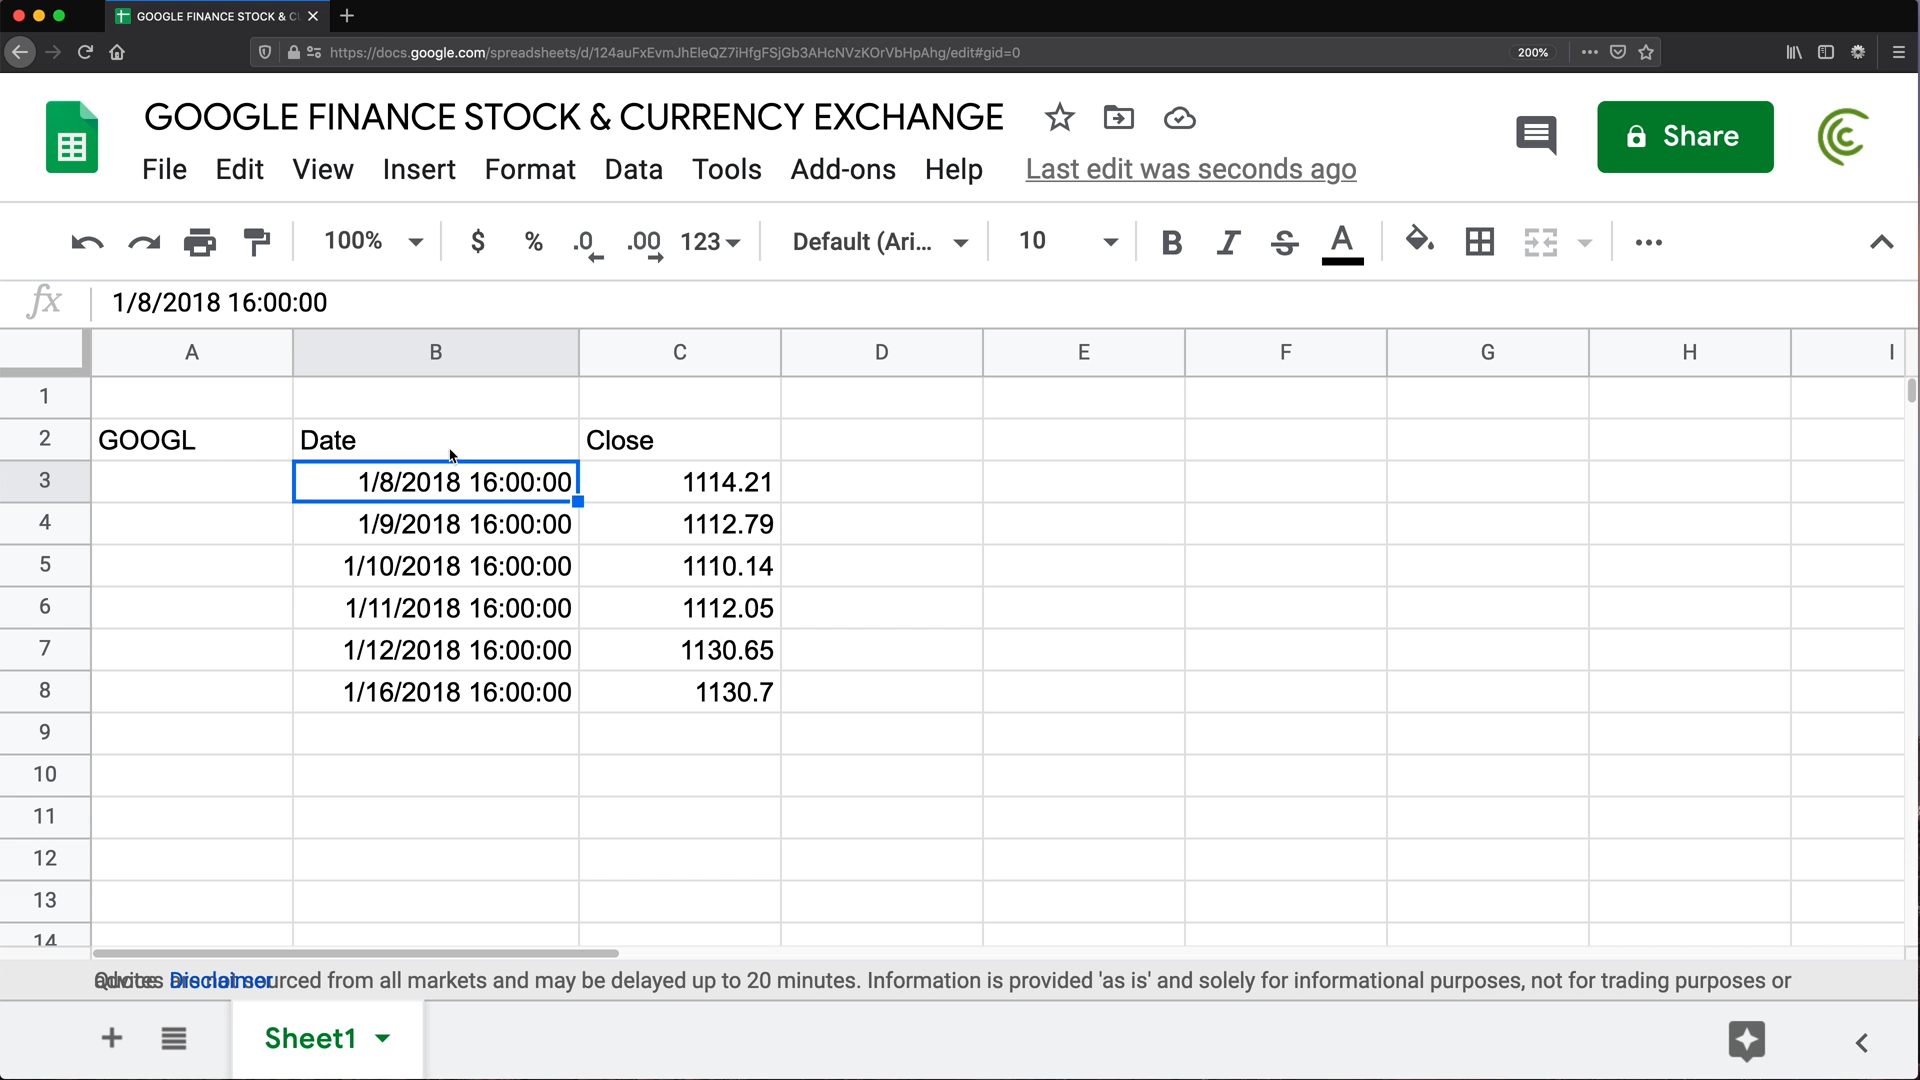 GOOGLE FINANCE STOCK & C
https://docs.google.com/spreadsheets/d/124auFxEvmJhEleQZ7iHfgFSjGb3AHcNVzKOrVbHpAhg/edit#gid=0 200%
GOOGLE FINANCE STOCK & CURRENCY EXCHANGE
Share
File Edit View Insert Format Data Tools Add-ons Help Last edit was seconds ago
100% $ % .0 .00 123 Default (Ari... 10 B I S A
fx 1/8/2018 16:00:00
A B C D E F G H I
1
2 GOOGL Date Close
3 1/8/2018 16:00:00 1114.21
4 1/9/2018 16:00:00 1112.79
5 1/10/2018 16:00:00 1110.14
6 1/11/2018 16:00:00 1112.05
7 1/12/2018 16:00:00 1130.65
8 1/16/2018 16:00:00 1130.7
9
10
11
12
13
14
Disclaimer sourced from all markets and may be delayed up to 20 minutes. Information is provided 'as is' and solely for informational purposes, not for trading purposes or
Sheet1